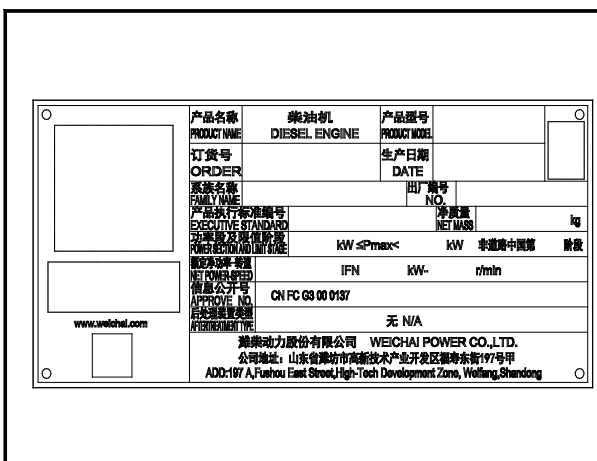 产品名称 柴油机 产品型号
PRODUCT NAME DIESEL ENGINE PRODUCT MODEL
订货号 生产日期
ORDER DATE
系族名称 出厂编号
FAMILY NAME NO.
产品执行标准编号 净质量
EXECUTIVE STANDARD NET MASS kg
功率段及限值阶段
POWER SECTION AND LIMIT STAGE kW ≤Pmax< kW 非道路中国第 阶段
额定净功率-转速
NET POWER-SPEED IFN kW- r/min
信息公开号
APPROVE NO. CN FC G3 00 0137
后处理装置类型
AFTERTREATMENT TYPE 无 N/A
www.weichai.com
潍柴动力股份有限公司 WEICHAI POWER CO.,LTD.
公司地址：山东省潍坊市高新技术产业开发区福寿东街197号甲
ADD:197 A,Fushou East Street,High-Tech Development Zone, Weifang,Shandong